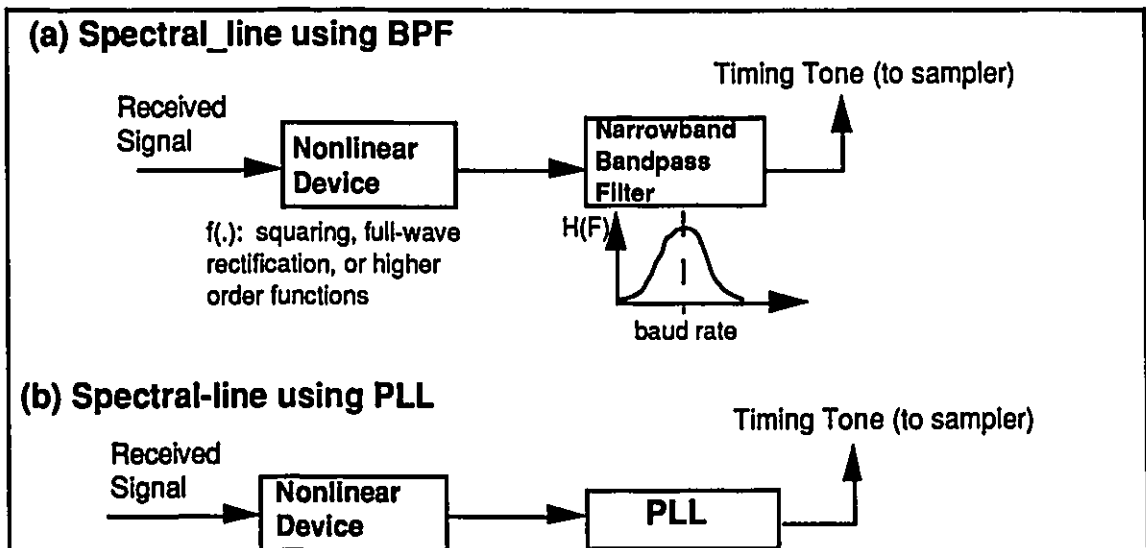 (a) Spectral_line using BPF
Timing Tone (to sampler)
Received
Signal
Nonlinear
Device
Narrowband
Bandpass
Filter
f(.): squaring, full-wave
rectification, or higher
order functions
H(F)
baud rate
(b) Spectral-line using PLL
Timing Tone (to sampler)
Received
Signal
Nonlinear
Device
PLL